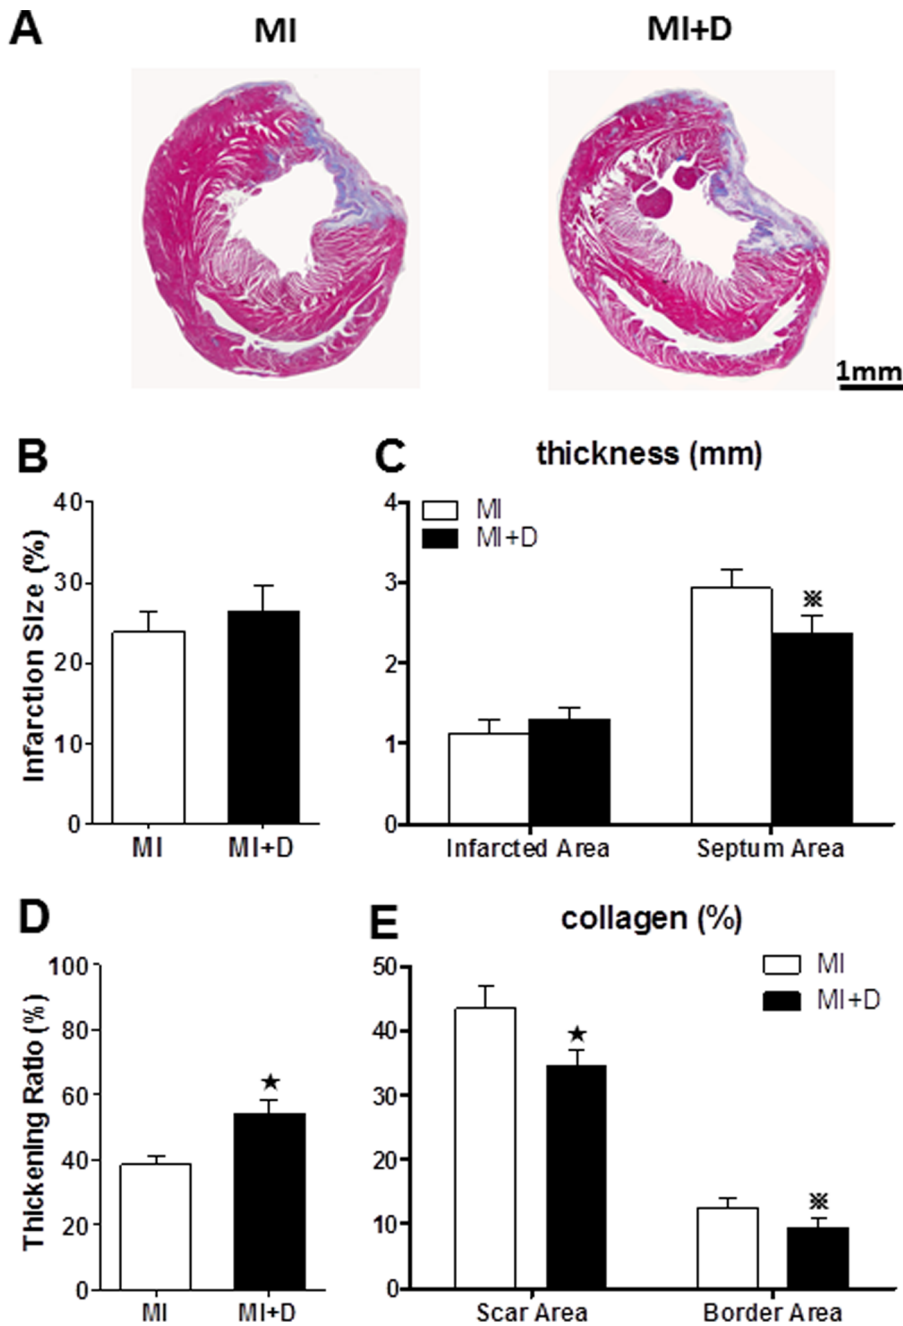 A
MI
MI+D
1mm
B
Infarction Size (%)
40
30
20
10
0
MI
MI+D
C
thickness (mm)
MI
MI+D
4
3
2
1
0
※
Infarcted Area
Septum Area
D
Thickening Ratio (%)
100
80
60
40
20
0
★
MI
MI+D
E
collagen (%)
MI
MI+D
50
40
30
20
10
0
★
※
Scar Area
Border Area